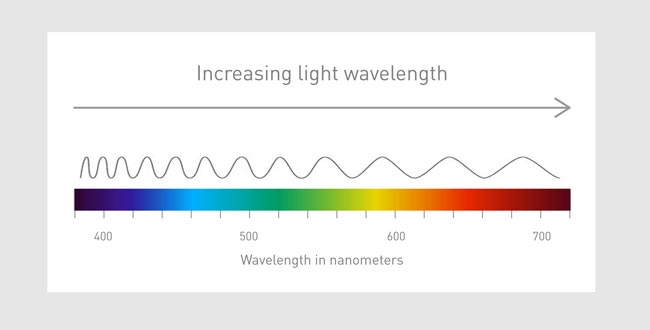 Increasing light wavelength
400 500 600 700
Wavelength in nanometers